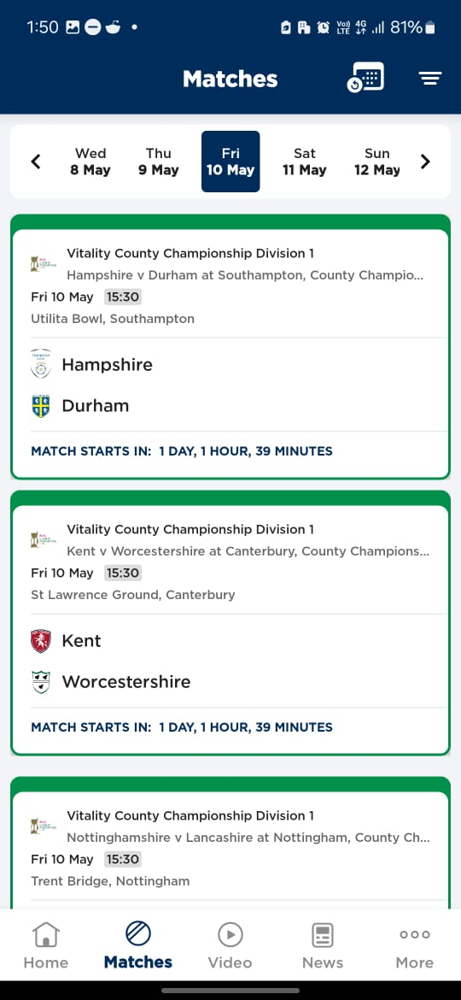 1:50
Vo)) LTE 4G 81%
Matches
Wed Thu Fri Sat Sun
8 May 9 May 10 May 11 May 12 May
Vitality County Championship Division 1
Hampshire v Durham at Southampton, County Champio...
Fri 10 May 15:30
Utilita Bowl, Southampton
Hampshire
Durham
MATCH STARTS IN: 1 DAY, 1 HOUR, 39 MINUTES
Vitality County Championship Division 1
Kent v Worcestershire at Canterbury, County Champions...
Fri 10 May 15:30
St Lawrence Ground, Canterbury
Kent
Worcestershire
MATCH STARTS IN: 1 DAY, 1 HOUR, 39 MINUTES
Vitality County Championship Division 1
Nottinghamshire v Lancashire at Nottingham, County Ch...
Fri 10 May 15:30
Trent Bridge, Nottingham
Home Matches Video News More